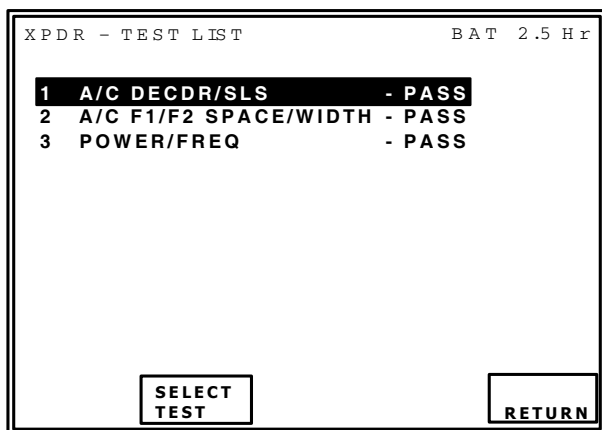 XPDR - TEST LIST BAT 2.5 Hr
1 A/C DECDR/SLS - PASS
2 A/C F1/F2 SPACE/WIDTH - PASS
3 POWER/FREQ - PASS
SELECT
TEST
RETURN